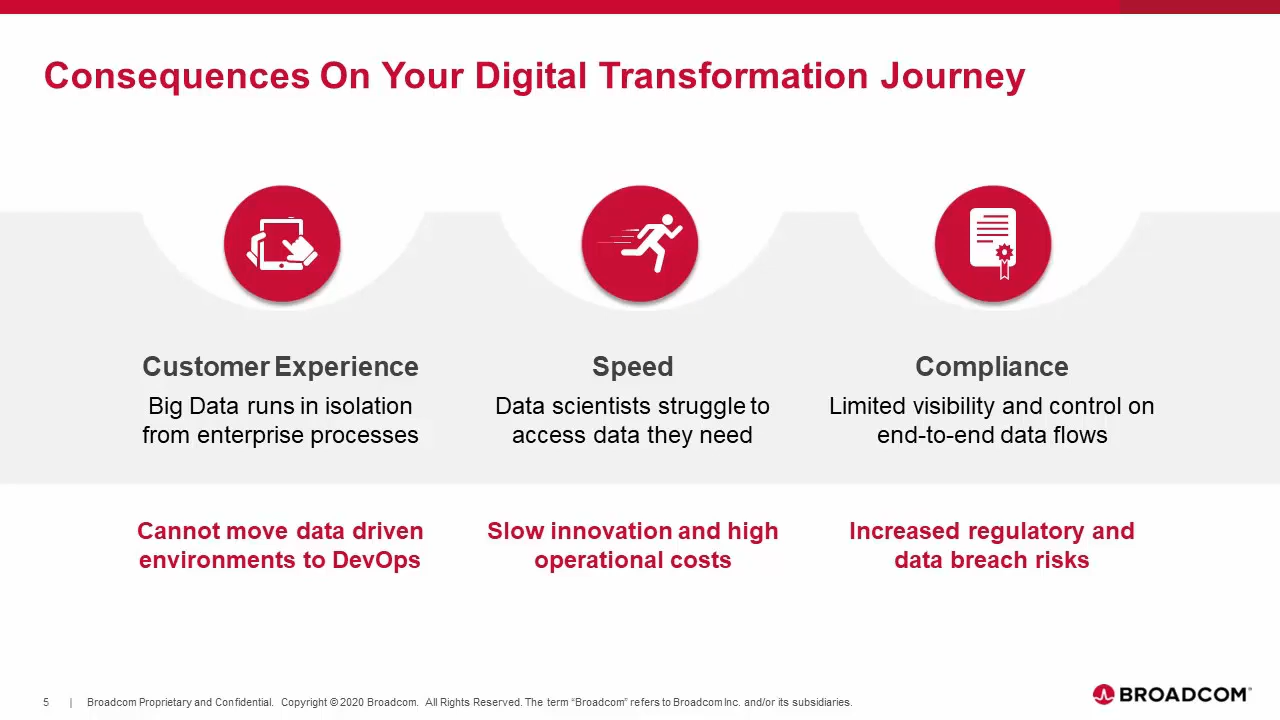 Consequences On Your Digital Transformation Journey
Customer Experience
Big Data runs in isolation
from enterprise processes
Cannot move data driven
environments to DevOps
Speed
Data scientists struggle to
access data they need
Slow innovation and high
operational costs
Compliance
Limited visibility and control on
end-to-end data flows
Increased regulatory and
data breach risks
5 | Broadcom Proprietary and Confidential. Copyright © 2020 Broadcom. All Rights Reserved. The term “Broadcom” refers to Broadcom Inc. and/or its subsidiaries.
BROADCOM®